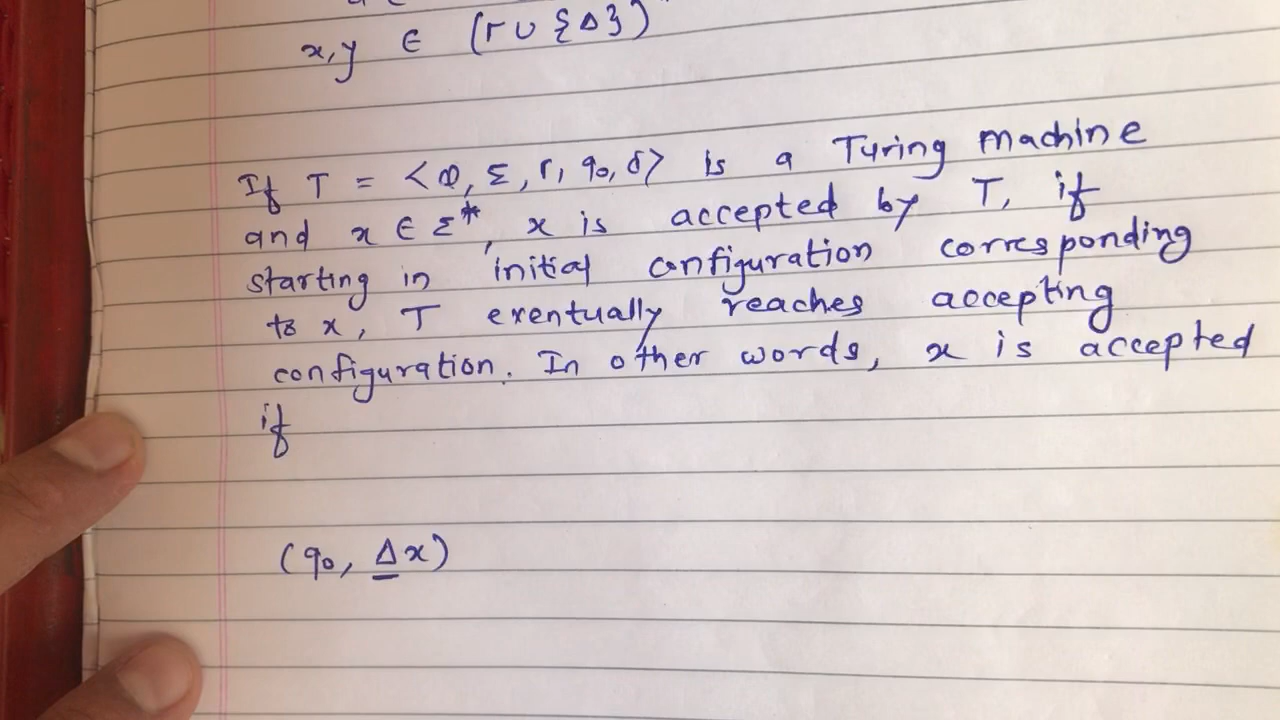 x, y ∈ (Γ ∪ {Δ})
If T = <Q, Σ, Γ, q₀, δ> is a Turing Machine
and x ∈ Σ*, x is accepted by T, if
starting in initial configuration corresponding
to x, T eventually reaches accepting
configuration. In other words, x is accepted
if
(q₀, Δx)